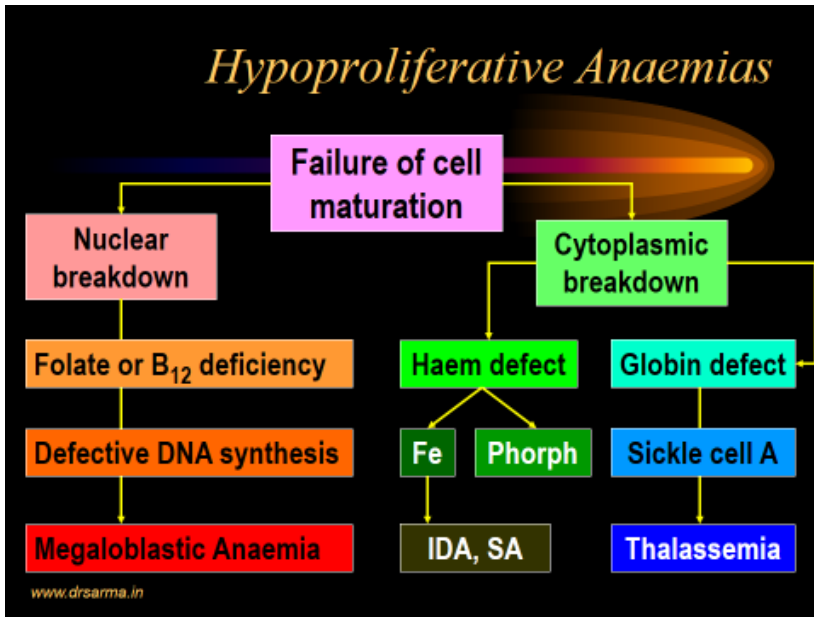 Hypoproliferative Anaemias
Failure of cell
maturation
Nuclear
breakdown
Cytoplasmic
breakdown
Folate or B12 deficiency
Haem defect
Globin defect
Defective DNA synthesis
Fe
Phorph
Sickle cell A
Megaloblastic Anaemia
IDA, SA
Thalassemia
www.drsarma.in